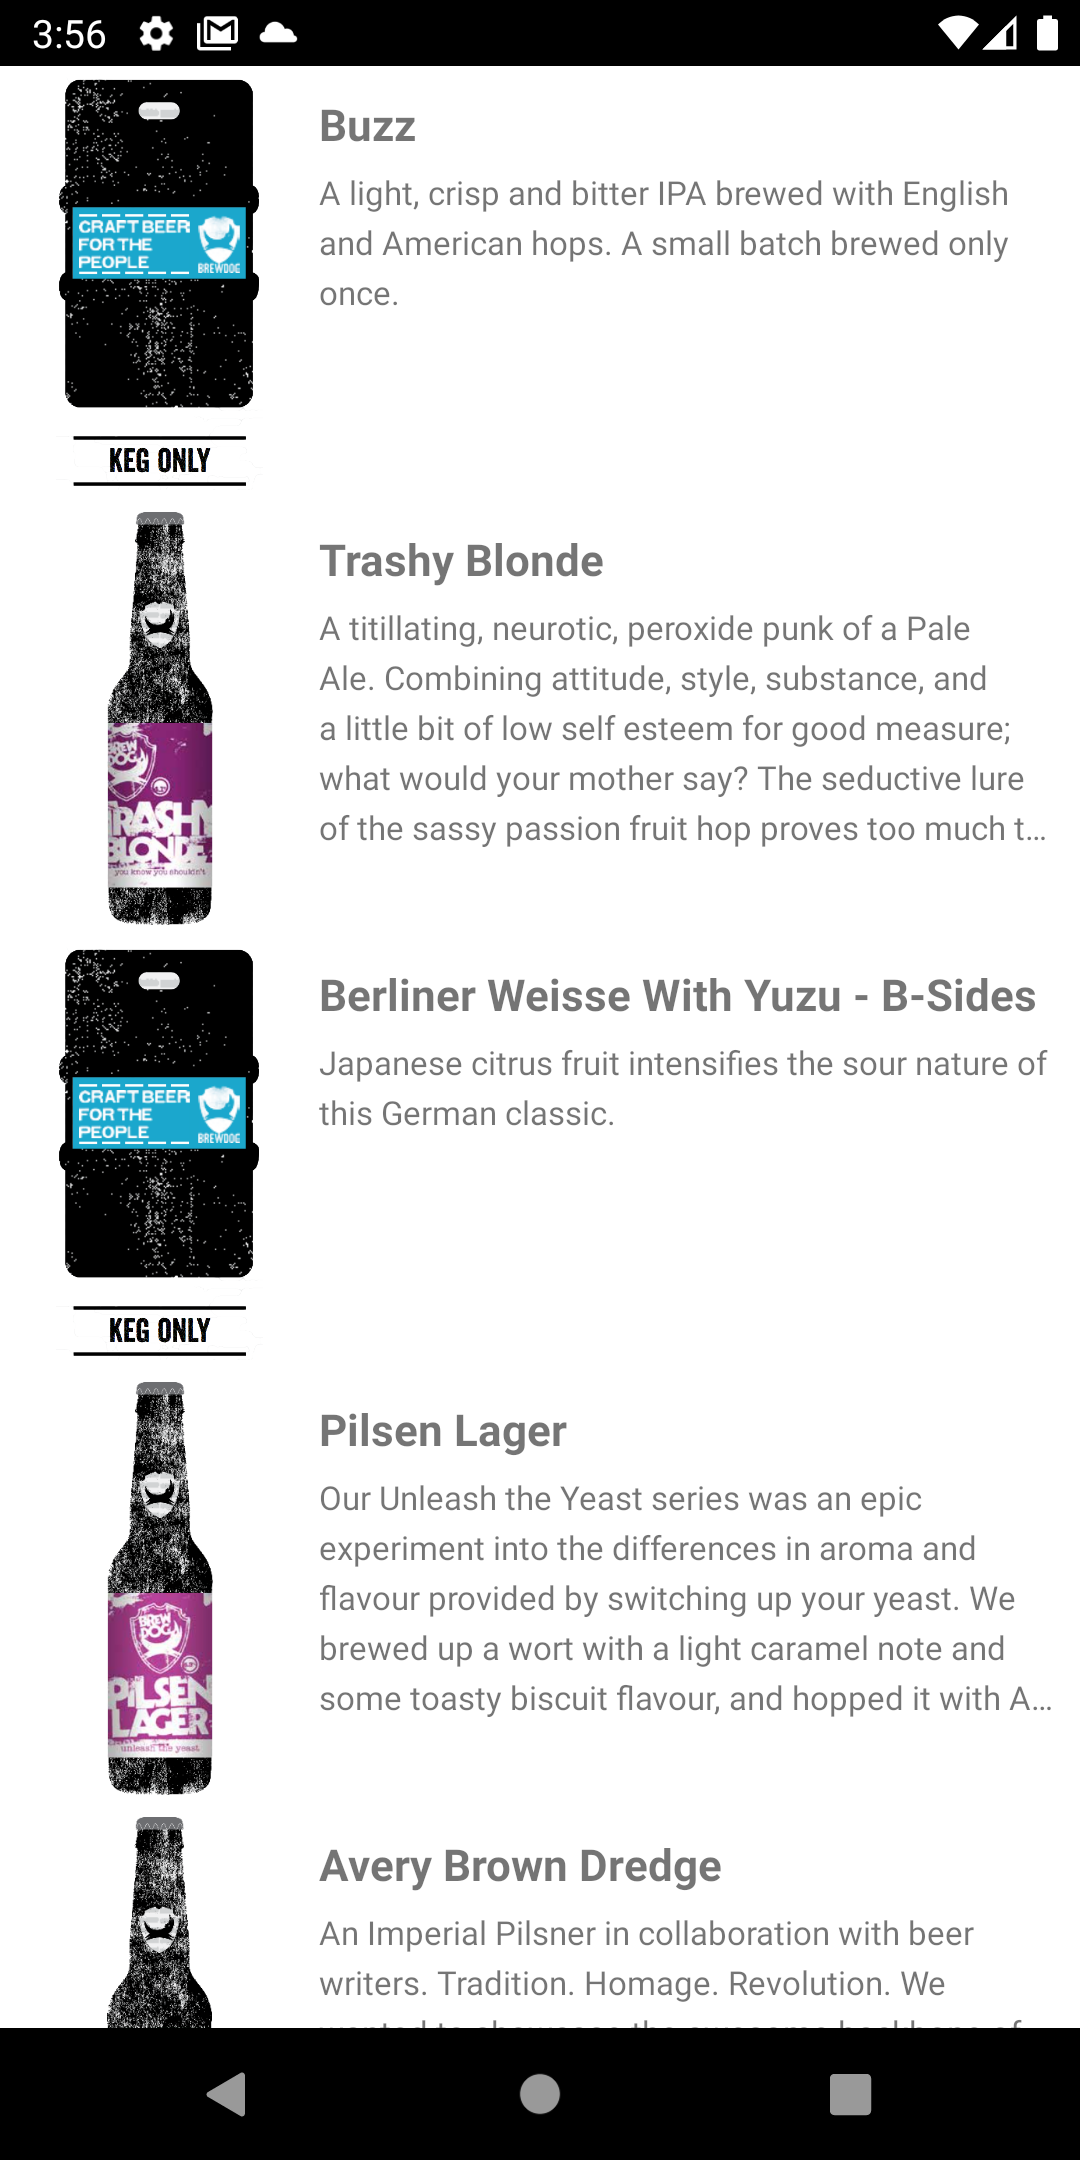 3:56
CRAFT BEER
FOR THE
PEOPLE
BREWDOG
KEG ONLY
Buzz
A light, crisp and bitter IPA brewed with English
and American hops. A small batch brewed only
once.
BREW
DOG
TRASHY
BLONDE
you know you shouldn't
Trashy Blonde
A titillating, neurotic, peroxide punk of a Pale
Ale. Combining attitude, style, substance, and
a little bit of low self esteem for good measure;
what would your mother say? The seductive lure
of the sassy passion fruit hop proves too much t…
CRAFT BEER
FOR THE
PEOPLE
BREWDOG
KEG ONLY
Berliner Weisse With Yuzu - B-Sides
Japanese citrus fruit intensifies the sour nature of
this German classic.
BREW
DOG
PILSEN
LAGER
unleash the yeast
Pilsen Lager
Our Unleash the Yeast series was an epic
experiment into the differences in aroma and
flavour provided by switching up your yeast. We
brewed up a wort with a light caramel note and
some toasty biscuit flavour, and hopped it with A…
Avery Brown Dredge
An Imperial Pilsner in collaboration with beer
writers. Tradition. Homage. Revolution. We
wanted to showcase the awesome backbone of